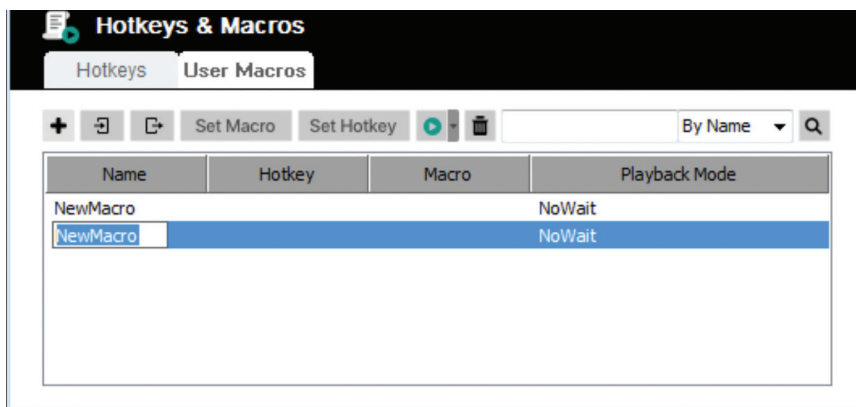 Hotkeys & Macros
Hotkeys User Macros
Set Macro Set Hotkey By Name
Name Hotkey Macro Playback Mode
NewMacro NoWait
NewMacro NoWait